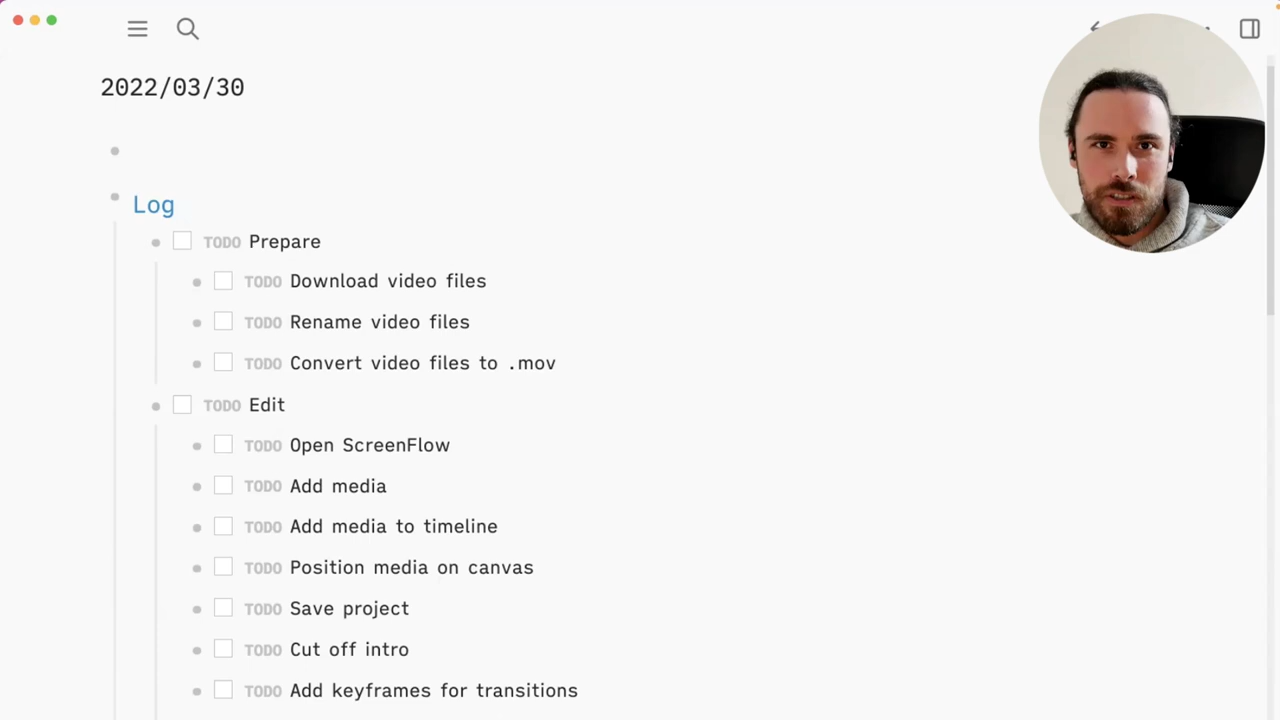 2022/03/30
Log
TODO Prepare
TODO Download video files
TODO Rename video files
TODO Convert video files to .mov
TODO Edit
TODO Open ScreenFlow
TODO Add media
TODO Add media to timeline
TODO Position media on canvas
TODO Save project
TODO Cut off intro
TODO Add keyframes for transitions